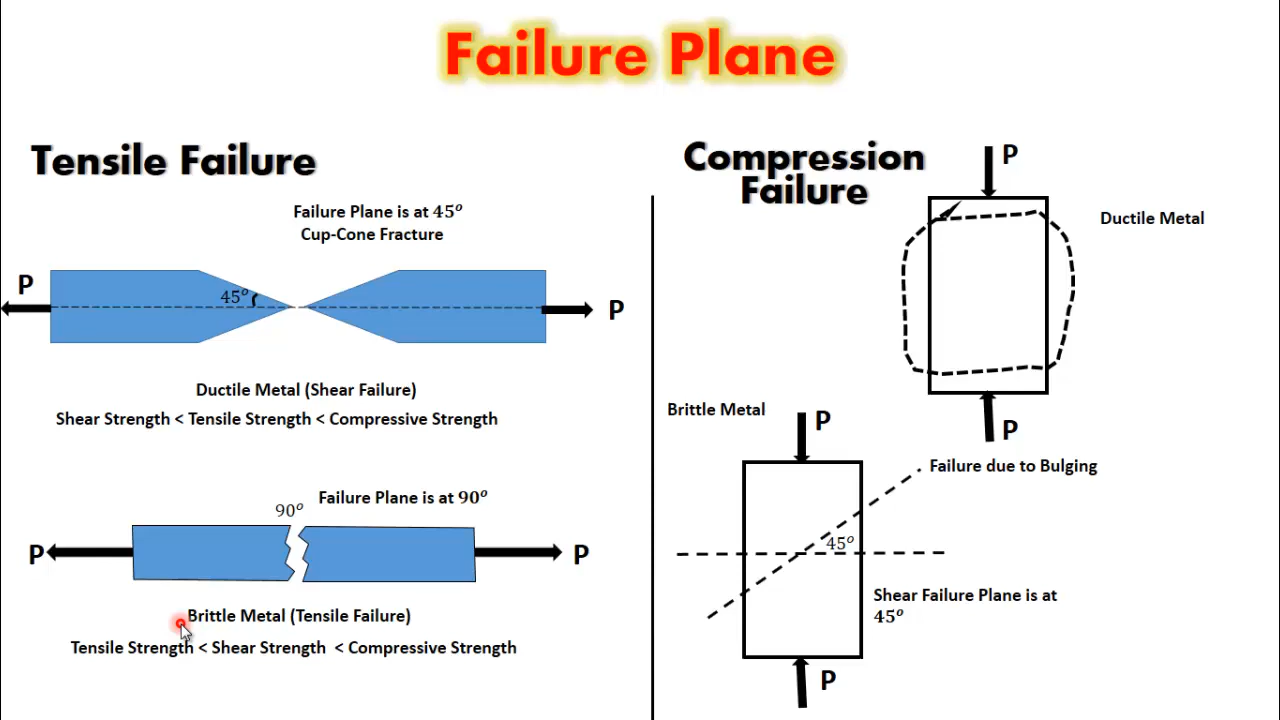 Failure Plane
Tensile Failure
Failure Plane is at 45°
Cup-Cone Fracture
P
45°
P
Ductile Metal (Shear Failure)
Shear Strength < Tensile Strength < Compressive Strength
Failure Plane is at 90°
90°
P
P
Brittle Metal (Tensile Failure)
Tensile Strength < Shear Strength < Compressive Strength
Compression
Failure
P
Ductile Metal
P
Failure due to Bulging
Brittle Metal
P
45°
Shear Failure Plane is at
45°
P